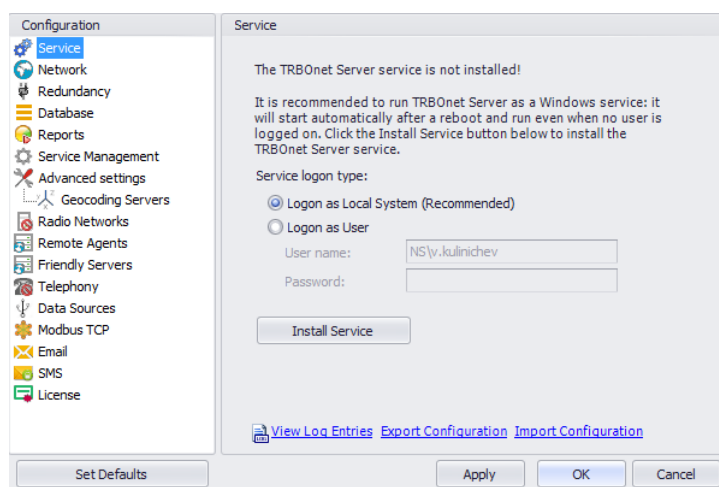 Configuration
Service
Network
Redundancy
Database
Reports
Service Management
Advanced settings
Geocoding Servers
Radio Networks
Remote Agents
Friendly Servers
Telephony
Data Sources
Modbus TCP
Email
SMS
License
Set Defaults
Service
The TRBOnet Server service is not installed!
It is recommended to run TRBOnet Server as a Windows service: it
will start automatically after a reboot and run even when no user is
logged on. Click the Install Service button below to install the
TRBOnet Server service.
Service logon type:
Logon as Local System (Recommended)
Logon as User
User name: NS\v.kulinichev
Password:
Install Service
View Log Entries Export Configuration Import Configuration
Apply OK Cancel